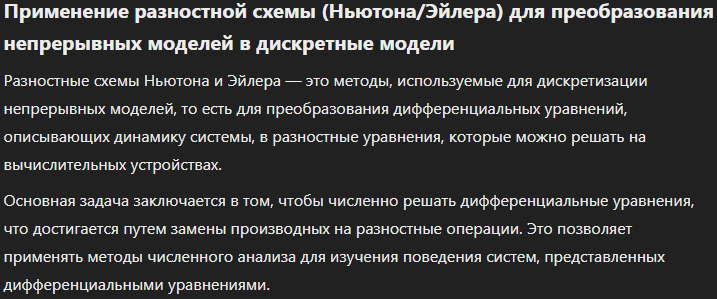 Применение разностной схемы (Ньютона/Эйлера) для преобразования
непрерывных моделей в дискретные модели
Разностные схемы Ньютона и Эйлера — это методы, используемые для дискретизации
непрерывных моделей, то есть для преобразования дифференциальных уравнений,
описывающих динамику системы, в разностные уравнения, которые можно решать на
вычислительных устройствах.
Основная задача заключается в том, чтобы численно решать дифференциальные уравнения,
что достигается путем замены производных на разностные операции. Это позволяет
применять методы численного анализа для изучения поведения систем, представленных
дифференциальными уравнениями.